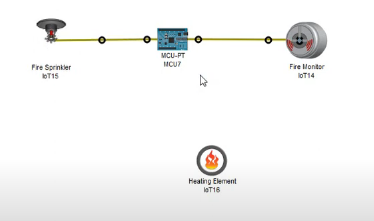 MCU-PT
MCU7
Fire Sprinkler
IoT15
Fire Monitor
IoT14
Heating Element
IoT16